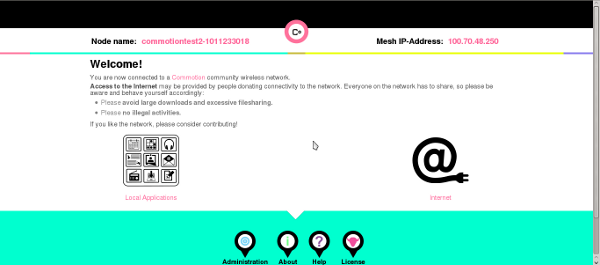 Node name: commotiontest2-1011233018 Mesh IP-Address: 100.70.48.250
Welcome!
You are now connected to a Commotion community wireless network.
Access to the Internet may be provided by people donating connectivity to the network. Everyone on the network has to share, so please be
aware and behave yourself accordingly:
• Please avoid large downloads and excessive filesharing.
• Please no illegal activities.
If you like the network, please consider contributing!
Local Applications Internet
Administration About Help License